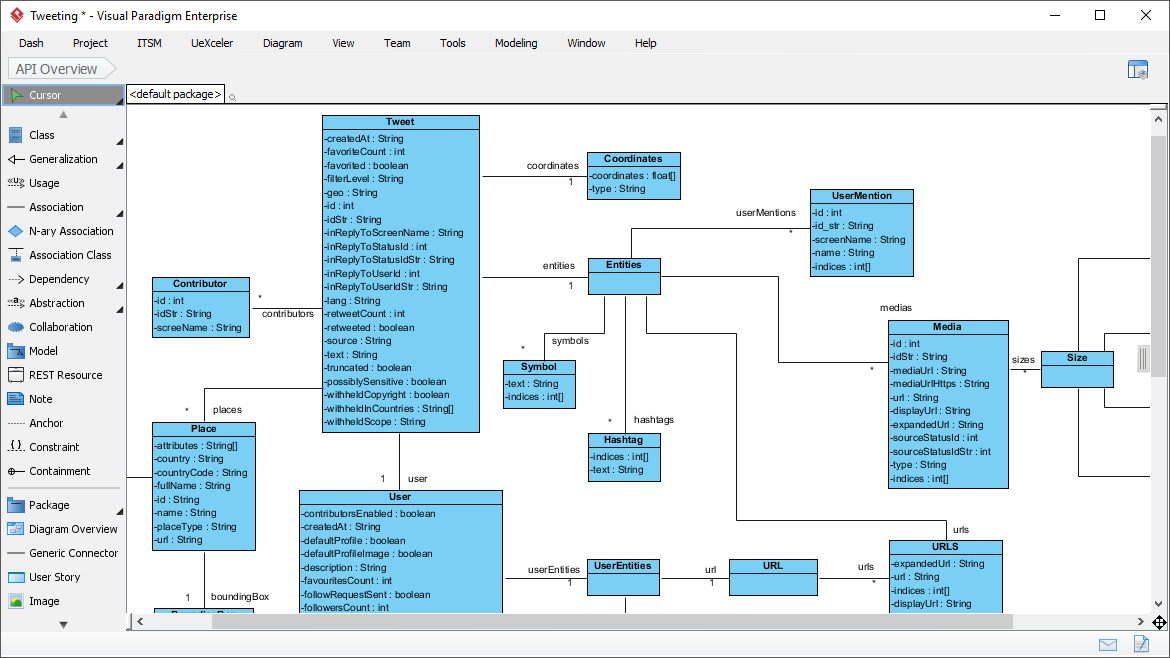 Tweeting * - Visual Paradigm Enterprise
Dash Project ITSM UeXceler Diagram View Team Tools Modeling Window Help
API Overview
Cursor
Class
Generalization
Usage
Association
N-ary Association
Association Class
Dependency
Abstraction
Collaboration
Model
REST Resource
Note
Anchor
Constraint
Containment
Package
Diagram Overview
Generic Connector
User Story
Image
<default package>
Tweet
-createdAt : String
-favoriteCount : int
-favorited : boolean
-filterLevel : String
-geo : String
-id : int
-idStr : String
-inReplyToScreenName : String
-inReplyToStatusId : int
-inReplyToStatusIdStr : String
-inReplyToUserId : int
-inReplyToUserIdStr : String
-lang : String
-retweetCount : int
-retweeted : boolean
-source : String
-text : String
-truncated : boolean
-possiblySensitive : boolean
-withheldCopyright : boolean
-withheldInCountries : String[]
-withheldScope : String
coordinates
1
Coordinates
-coordinates : float[]
-type : String
userMentions
*
UserMention
-id : int
-id_str : String
-screenName : String
-name : String
-indices : int[]
entities
1
Entities
Contributor
-id : int
-idStr : String
-screeName : String
*
contributors
symbols
*
Symbol
-text : String
-indices : int[]
hashtags
*
Hashtag
-indices : int[]
-text : String
medias
*
Media
-id : int
-idStr : String
-mediaUrl : String
-mediaUrlHttps : String
-url : String
-displayUrl : String
-expandedUrl : String
-sourceStatusId : int
-sourceStatusIdStr : int
-type : String
-indices : int[]
sizes
*
Size
*
places
Place
-attributes : String[]
-country : String
-countryCode : String
-fullName : String
-id : String
-name : String
-placeType : String
-url : String
1
boundingBox
BoundingBox
1
user
User
-contributorsEnabled : boolean
-createdAt : String
-defaultProfile : boolean
-defaultProfileImage : boolean
-description : String
-favouritesCount : int
-followRequestSent : boolean
-followersCount : int
userEntities
1
UserEntities
url
1
URL
urls
*
urls
URLS
-expandedUrl : String
-url : String
-indices : int[]
-displayUrl : String